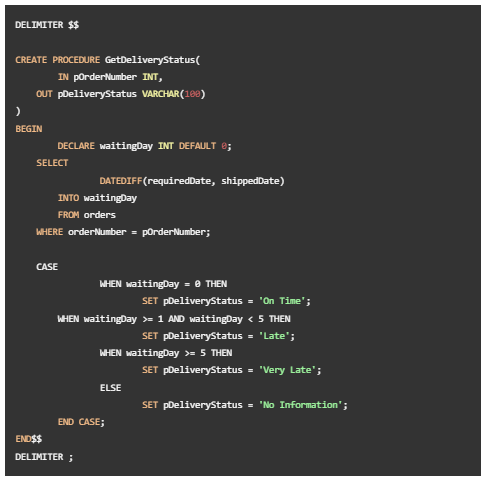 DELIMITER $$
CREATE PROCEDURE GetDeliveryStatus(
IN pOrderNumber INT,
OUT pDeliveryStatus VARCHAR(100)
)
BEGIN
DECLARE waitingDay INT DEFAULT 0;
SELECT
DATEDIFF(requiredDate, shippedDate)
INTO waitingDay
FROM orders
WHERE orderNumber = pOrderNumber;
CASE
WHEN waitingDay = 0 THEN
SET pDeliveryStatus = 'On Time';
WHEN waitingDay >= 1 AND waitingDay < 5 THEN
SET pDeliveryStatus = 'Late';
WHEN waitingDay >= 5 THEN
SET pDeliveryStatus = 'Very Late';
ELSE
SET pDeliveryStatus = 'No Information';
END CASE;
END$$
DELIMITER ;